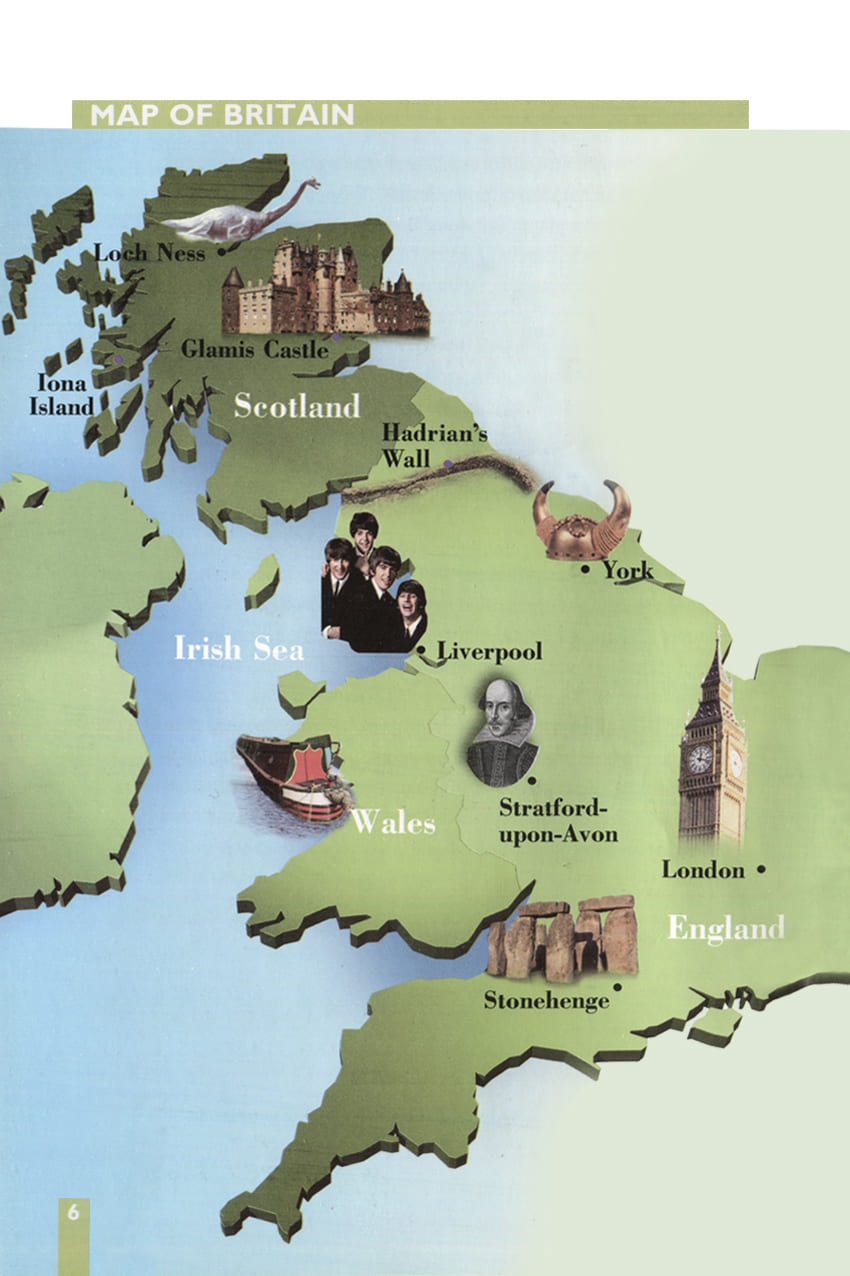 MAP OF BRITAIN
Loch Ness
Glamis Castle
Iona
Island
Scotland
Hadrian's
Wall
York
Irish Sea
Liverpool
Wales
Stratford-
upon-Avon
London
England
Stonehenge
6